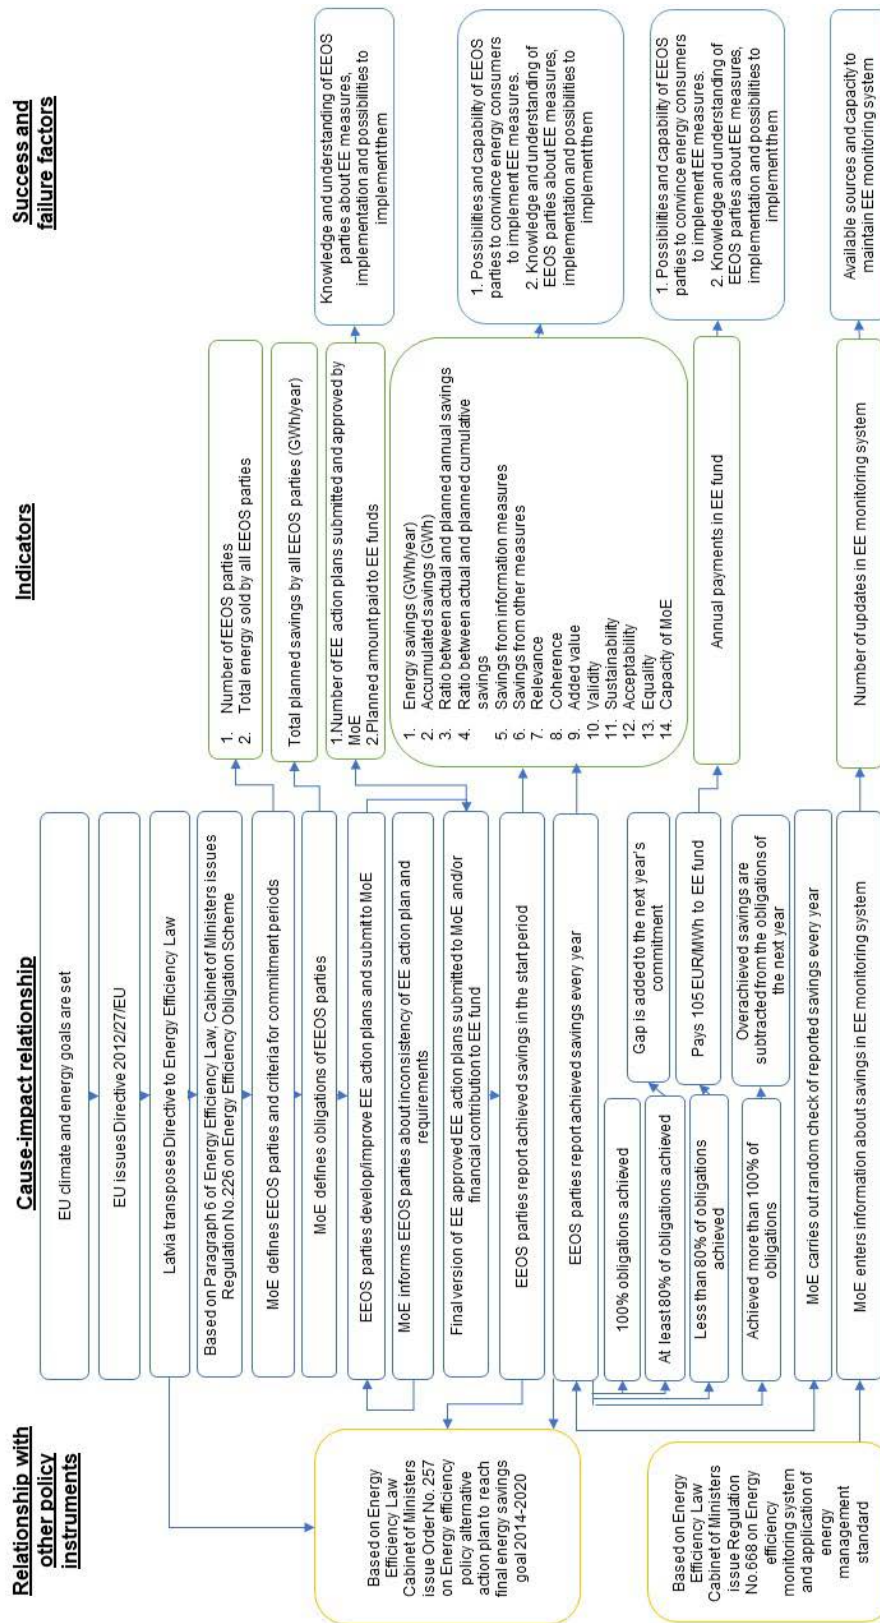 Relationship with
other policy
instruments
Cause-impact relationship
Indicators
Success and
failure factors
Based on Energy
Efficiency Law
Cabinet of Ministers
issue Order No.257
on Energy efficiency
policy alternative
action plan to reach
final energy savings
goal 2014-2020
Based on Energy
Efficiency Law
Cabinet of Ministers
issue Regulation
No.668 on Energy
efficiency
monitoring system
and application of
energy
management
standard
EU climate and energy goals are set
EU issues Directive 2012/27/EU
Latvia transposes Directive to Energy Efficiency Law
Based on Paragraph 6 of Energy Efficiency Law, Cabinet of Ministers issues
Regulation No.226 on Energy Efficiency Obligation Scheme
MoE defines EEOS parties and criteria for commitment periods
MoE defines obligations of EEOS parties
EEOS parties develop/improve EE action plans and submit to MoE
MoE informs EEOS parties about inconsistency of EE action plan and
requirements
Final version of EE approved EE action plans submitted to MoE and/or
financial contribution to EE fund
EEOS parties report achieved savings in the start period
EEOS parties report achieved savings every year
100% obligations achieved
At least 80% of obligations achieved
Gap is added to the next year's
commitment
Less than 80% of obligations
achieved
Pays 105 EUR/MWh to EE fund
Achieved more than 100% of
obligations
Overachieved savings are
subtracted from the obligations of
the next year
MoE carries out random check of reported savings every year
MoE enters information about savings in EE monitoring system
1. Number of EEOS parties
2. Total energy sold by all EEOS parties
Total planned savings by all EEOS parties (GWh/year)
1.Number of EE action plans submitted and approved by
MoE
2.Planned amount paid to EE funds
1. Energy savings (GWh/year)
2. Accumulated savings (GWh)
3. Ratio between actual and planned annual savings
4. Ratio between actual and planned cumulative
savings
5. Savings from information measures
6. Savings from other measures
7. Relevance
8. Coherence
9. Added value
10. Validity
11. Sustainability
12. Acceptability
13. Equality
14. Capacity of MoE
Annual payments in EE fund
Number of updates in EE monitoring system
Knowledge and understanding of EEOS
parties about EE measures,
implementation and possibilities to
implement them
1. Possibilities and capability of EEOS
parties to convince energy consumers
to implement EE measures.
2. Knowledge and understanding of
EEOS parties about EE measures,
implementation and possibilities to
implement them
1. Possibilities and capability of EEOS
parties to convince energy consumers
to implement EE measures.
2. Knowledge and understanding of
EEOS parties about EE measures,
implementation and possibilities to
implement them
Available sources and capacity to
maintain EE monitoring system